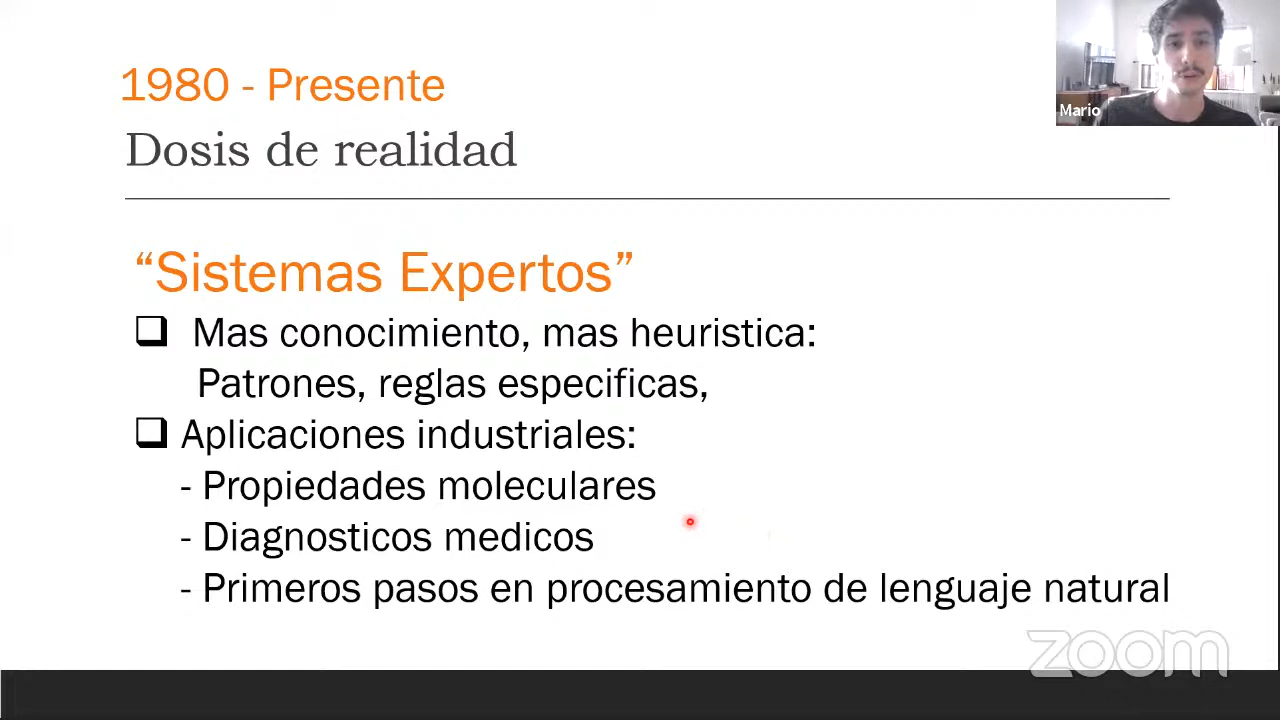 1980 - Presente
Mario
Dosis de realidad
“Sistemas Expertos”
Mas conocimiento, mas heuristica:
Patrones, reglas especificas,
Aplicaciones industriales:
- Propiedades moleculares
- Diagnosticos medicos
- Primeros pasos en procesamiento de lenguaje natural
zoom